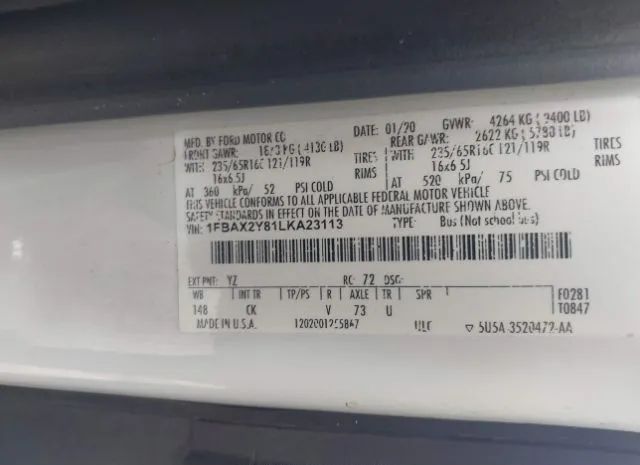 MFD. BY FORD MOTOR CO.
DATE: 01/20 GVWR: 4264 KG (9400 LB)
FRONT GAWR: KG (4130 LB) REAR GAWR: 2622 KG (5780 LB)
WITH: 235/65R16C 121/119R TIRES WITH: 235/65R16C 121/119R TIRES
16x6.5J RIMS 16x6.5J RIMS
AT 360 kPa/ 52 PSI COLD AT 520 kPa/ 75 PSI COLD
THIS VEHICLE CONFORMS TO ALL APPLICABLE FEDERAL MOTOR VEHICLE
SAFETY STANDARDS IN EFFECT ON THE DATE OF MANUFACTURE SHOWN ABOVE.
VIN: 1FBAX2Y81LKA23113 TYPE: Bus (Not school bus)
EXT PNT: YZ RC: 72 DSO:
WB INT TR TP/PS R AXLE TR SPR F0281
148 CK V 73 U T0847
MADE IN U.S.A. ▽ 5U5A-3520472-AA